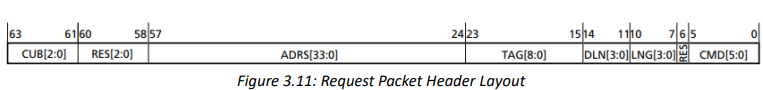 63 61 60 58 57 24 23 15 14 11 10 7 6 5 0
CUB[2:0] RES[2:0] ADRS[33:0] TAG[8:0] DLN[3:0] LNG[3:0] RES CMD[5:0]
Figure 3.11: Request Packet Header Layout